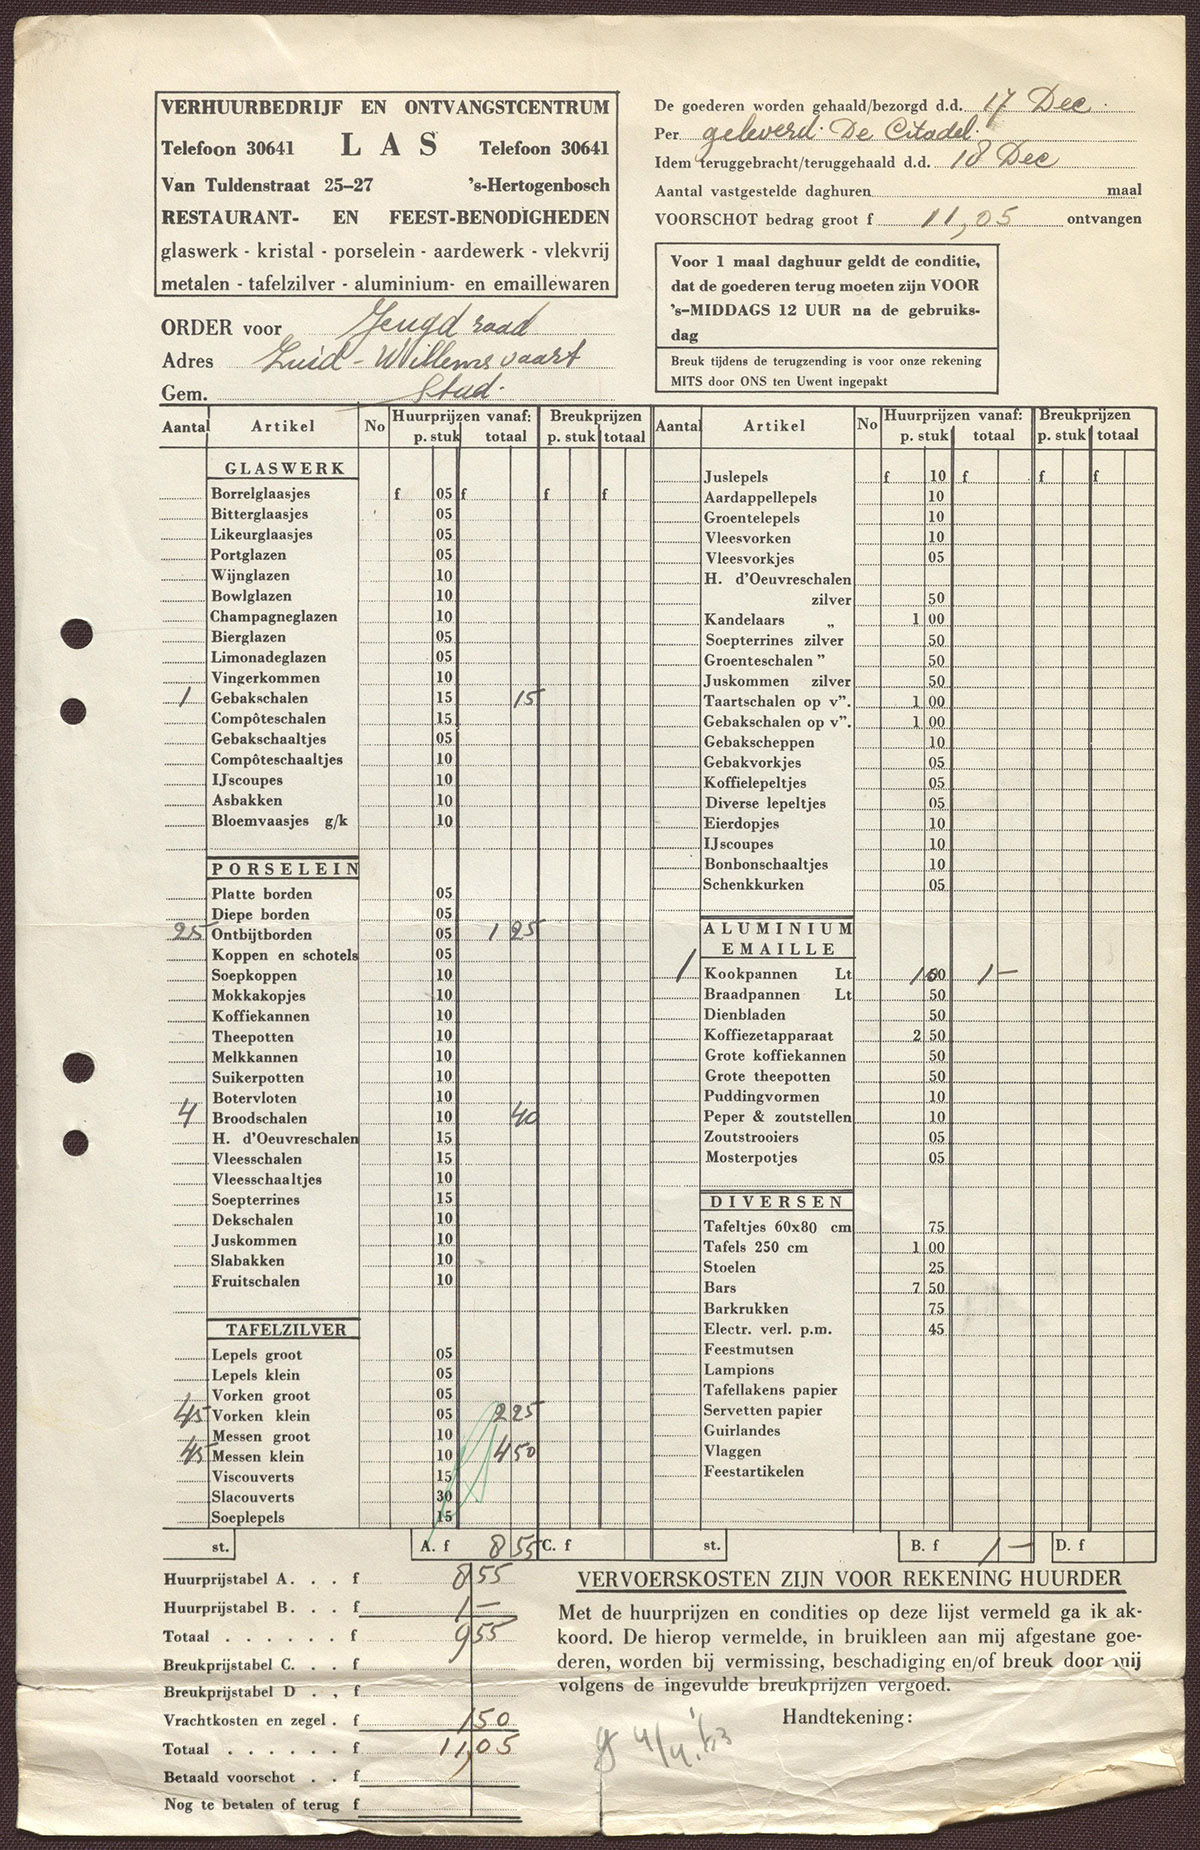 VERHUURBEDRIJF EN ONTVANGSTCENTRUM
Telefoon 30641 LAS Telefoon 30641
Van Tuldenstraat 25-27 's-Hertogenbosch
RESTAURANT- EN FEEST-BENODIGHEDEN
glaswerk - kristal - porselein - aardewerk - vlekvrij
metalen - tafelzilver - aluminium- en emaillewaren
De goederen worden gehaald/bezorgd d.d. 17 Dec.
Per geleverd. De Citadel.
Idem teruggebracht/teruggehaald d.d. 18 Dec
Aantal vastgestelde daghuren maal
VOORSCHOT bedrag groot f 11,05 ontvangen
Voor 1 maal daghuur geldt de conditie,
dat de goederen terug moeten zijn VOOR
's-MIDDAGS 12 UUR na de gebruiks-
dag
Breuk tijdens de terugzending is voor onze rekening
MITS door ONS ten Uwent ingepakt
ORDER voor Jeugdraad
Adres Zuid-Willemsvaart
Gem. Stad.
Aantal Artikel No Huurprijzen vanaf: p. stuk totaal Breukprijzen p. stuk totaal
GLASWERK
Borrelglaasjes f 05 f f f
Bitterglaasjes 05
Likeurglaasjes 05
Portglazen 05
Wijnglazen 10
Bowlglazen 10
Champagneglazen 10
Bierglazen 05
Limonadeglazen 05
Vingerkommen 10
1 Gebakschalen 15 15
Compôteschalen 15
Gebakschaaltjes 05
Compôteschaaltjes 10
IJscoupes 10
Asbakken 10
Bloemvaasjes g/k 10
PORSELEIN
Platte borden 05
Diepe borden 05
25 Ontbijtborden 05 1 25
Koppen en schotels 05
Soepkoppen 10
Mokkakopjes 10
Koffiekannen 10
Theepotten 10
Melkkannen 10
Suikerpotten 10
Botervloten 10
4 Broodschalen 10 40
H. d'Oeuvreschalen 15
Vleesschalen 15
Vleesschaaltjes 10
Soepterrines 15
Dekschalen 10
Juskommen 10
Slabakken 10
Fruitschalen 10
TAFELZILVER
Lepels groot 05
Lepels klein 05
Vorken groot 05
45 Vorken klein 05 2 25
Messen groot 10
45 Messen klein 10 4 50
Viscouverts 15
Slacouverts 30
Soeplepels 15
st. A. f 8 55 C. f
Aantal Artikel No Huurprijzen vanaf: p. stuk totaal Breukprijzen p. stuk totaal
Juslepels f 10 f f f
Aardappellepels 10
Groentelepels 10
Vleesvorken 10
Vleesvorkjes 05
H. d'Oeuvreschalen
zilver 50
Kandelaars „ 1 00
Soepterrines zilver 50
Groenteschalen ” 50
Juskommen zilver 50
Taartschalen op v”. 1 00
Gebakschalen op v”. 1 00
Gebakscheppen 10
Gebakvorkjes 05
Koffielepeltjes 05
Diverse lepeltjes 05
Eierdopjes 10
IJscoupes 10
Bonbonschaaltjes 10
Schenkkurken 05
ALUMINIUM
EMAILLE
1 Kookpannen Lt 1 00 1 -
Braadpannen Lt 50
Dienbladen 50
Koffiezetapparaat 2 50
Grote koffiekannen 50
Grote theepotten 50
Puddingvormen 10
Peper & zoutstellen 10
Zoutstrooiers 05
Mosterpotjes 05
DIVERSEN
Tafeltjes 60x80 cm 75
Tafels 250 cm 1 00
Stoelen 25
Bars 7 50
Barkrukken 75
Electr. verl. p.m. 45
Feestmutsen
Lampions
Tafellakens papier
Servetten papier
Guirlandes
Vlaggen
Feestartikelen
st. B. f 1 - D. f
Huurprijstabel A. . . f 8 55
Huurprijstabel B. . . f 1 -
Totaal . . . . . . f 9 55
Breukprijstabel C. . . f
Breukprijstabel D . , f
Vrachtkosten en zegel . f 1 50
Totaal . . . . . . f 11,05
Betaald voorschot . . f
Nog te betalen of terug f
VERVOERSKOSTEN ZIJN VOOR REKENING HUURDER
Met de huurprijzen en condities op deze lijst vermeld ga ik ak-
koord. De hierop vermelde, in bruikleen aan mij afgestane goe-
deren, worden bij vermissing, beschadiging en/of breuk door mij
volgens de ingevulde breukprijzen vergoed.
Handtekening: